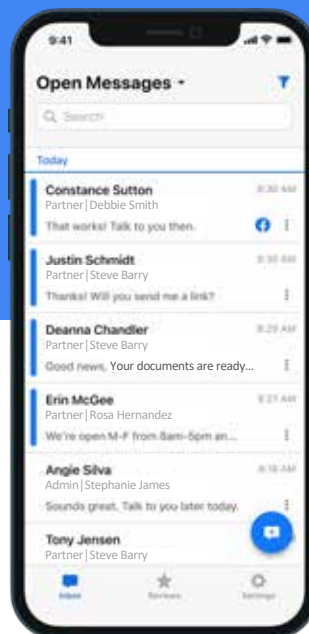 9:41
Open Messages
Search
Today
Constance Sutton 8:30 AM
Partner|Debbie Smith
That works! Talk to you then.
Justin Schmidt 8:30 AM
Partner|Steve Barry
Thanks! Will you send me a link?
Deanna Chandler 8:29 AM
Partner|Steve Barry
Good news, Your documents are ready...
Erin McGee 8:27 AM
Partner|Rosa Hernandez
We're open M-F from 8am-5pm an...
Angie Silva 8:18 AM
Admin|Stephanie James
Sounds great. Talk to you later today.
Tony Jensen
Partner|Steve Barry
Inbox Reviews Settings